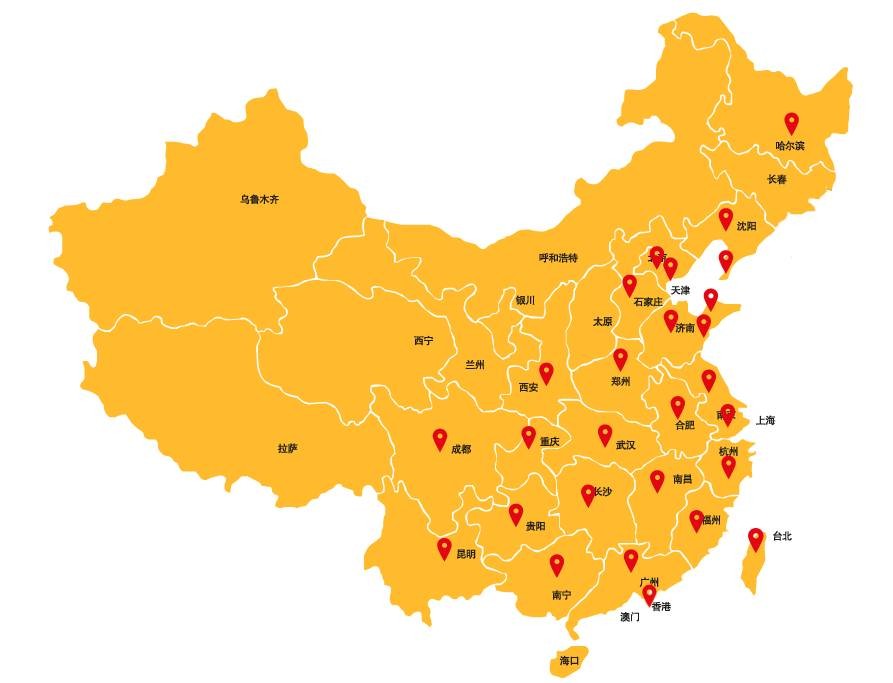 哈尔滨
长春
乌鲁木齐
沈阳
呼和浩特
天津
银川
石家庄
太原
济南
西宁
兰州
郑州
西安
上海
合肥
武汉
重庆
成都
拉萨
杭州
南昌
长沙
福州
贵阳
台北
昆明
广州
南宁
香港
澳门
海口